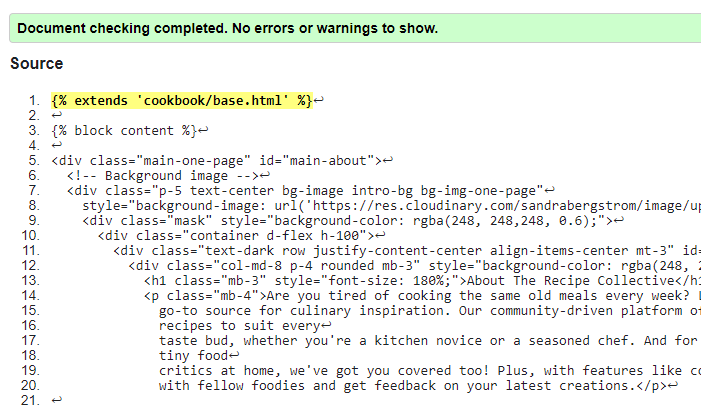 Document checking completed. No errors or warnings to show.
Source
1. {% extends 'cookbook/base.html' %}↩
2. ↩
3. {% block content %}↩
4. ↩
5. <div class="main-one-page" id="main-about">↩
6. <!-- Background image -->↩
7. <div class="p-5 text-center bg-image intro-bg bg-img-one-page"↩
8. style="background-image: url('https://res.cloudinary.com/sandrabergstrom/image/up
9. <div class="mask" style="background-color: rgba(248, 248,248, 0.6);">↩
10. <div class="container d-flex h-100">↩
11. <div class="text-dark row justify-content-center align-items-center mt-3" id=
12. <div class="col-md-8 p-4 rounded mb-3" style="background-color: rgba(248,
13. <h1 class="mb-3" style="font-size: 180%;">About The Recipe Collective</h1
14. <p class="mb-4">Are you tired of cooking the same old meals every week?
15. go-to source for culinary inspiration. Our community-driven platform of
16. recipes to suit every↩
17. taste bud, whether you're a kitchen novice or a seasoned chef. And for
18. tiny food↩
19. critics at home, we've got you covered too! Plus, with features like co
20. with fellow foodies and get feedback on your latest creations.</p>↩
21. ↩